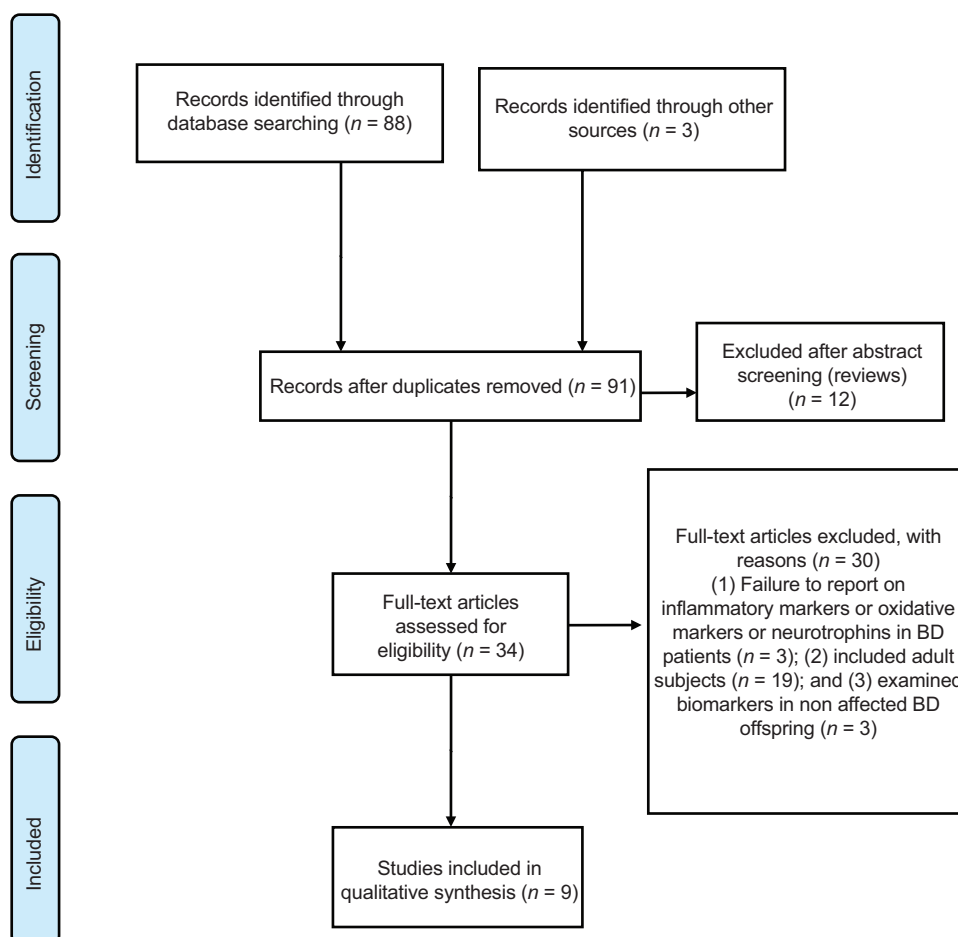 Identification
Records identified through
database searching (n = 88)
Records identified through other
sources (n = 3)
Screening
Records after duplicates removed (n = 91)
Excluded after abstract
screening (reviews)
(n = 12)
Eligibility
Full-text articles
assessed for
eligibility (n = 34)
Full-text articles excluded, with
reasons (n = 30)
(1) Failure to report on
inflammatory markers or oxidative
markers or neurotrophins in BD
patients (n = 3); (2) included adult
subjects (n = 19); and (3) examined
biomarkers in non affected BD
offspring (n = 3)
Included
Studies included in
qualitative synthesis (n = 9)